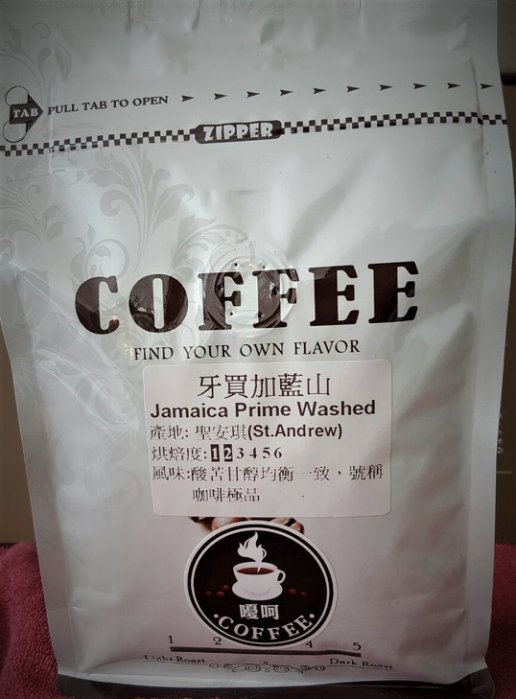 TAB PULL TAB TO OPEN
ZIPPER
COFFEE
FIND YOUR OWN FLAVOR
牙買加藍山
Jamaica Prime Washed
產地: 聖安琪(St.Andrew)
烘焙度:123456
風味:酸苦甘醇均衡一致，號稱
咖啡極品
嚘呵
COFFEE
1 2 4 5
Light Roast Dark Roast